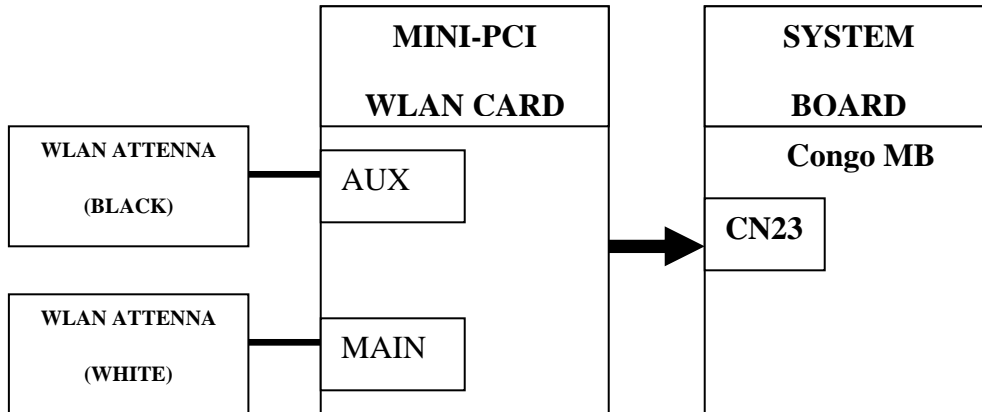 MINI-PCI
WLAN CARD
SYSTEM
BOARD
WLAN ATTENNA
(BLACK)
AUX
Congo MB
CN23
WLAN ATTENNA
(WHITE)
MAIN